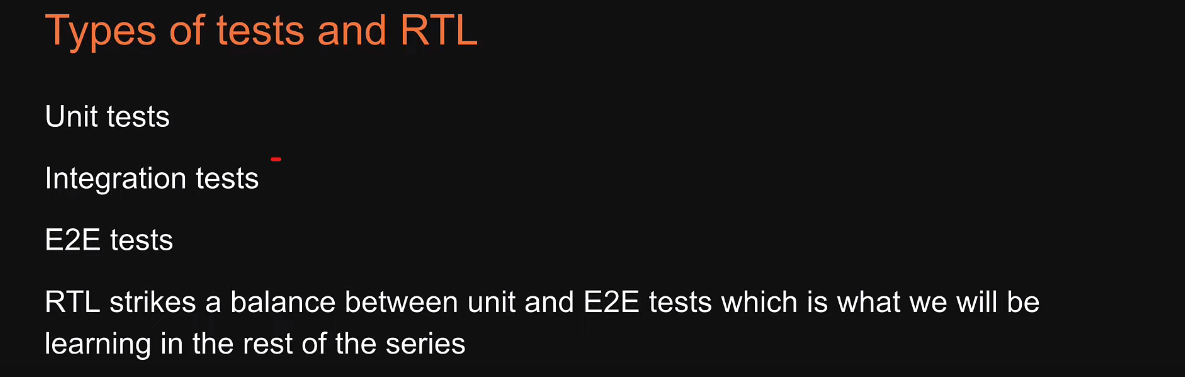 Types of tests and RTL
Unit tests
Integration tests
E2E tests
RTL strikes a balance between unit and E2E tests which is what we will be
learning in the rest of the series